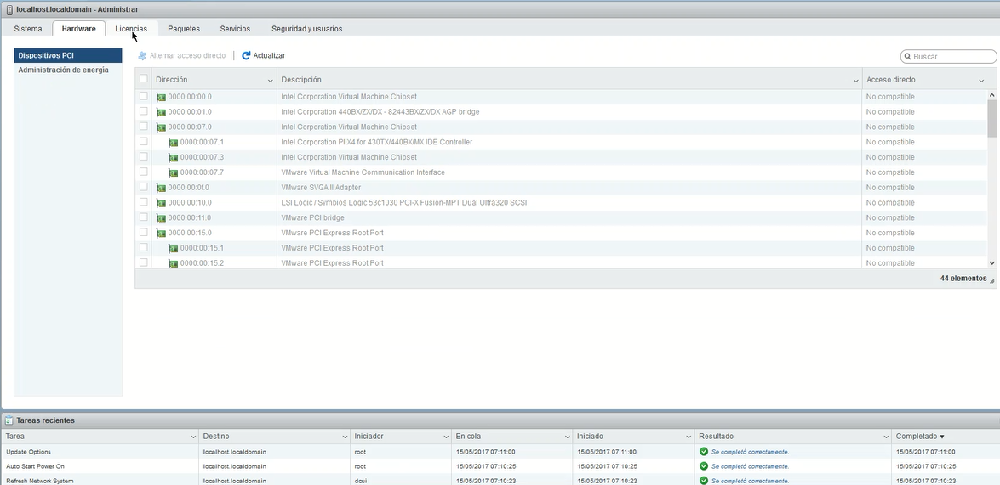 localhost.localdomain - Administrar
Sistema Hardware Licencias Paquetes Servicios Seguridad y usuarios
Dispositivos PCI
Administración de energía
Alternar acceso directo Actualizar Buscar
Dirección Descripción Acceso directo
0000:00:00.0 Intel Corporation Virtual Machine Chipset No compatible
0000:00:01.0 Intel Corporation 440BX/ZX/DX - 82443BX/ZX/DX AGP bridge No compatible
0000:00:07.0 Intel Corporation Virtual Machine Chipset No compatible
0000:00:07.1 Intel Corporation PIIX4 for 430TX/440BX/MX IDE Controller No compatible
0000:00:07.3 Intel Corporation Virtual Machine Chipset No compatible
0000:00:07.7 VMware Virtual Machine Communication Interface No compatible
0000:00:0f.0 VMware SVGA II Adapter No compatible
0000:00:10.0 LSI Logic / Symbios Logic 53c1030 PCI-X Fusion-MPT Dual Ultra320 SCSI No compatible
0000:00:11.0 VMware PCI bridge No compatible
0000:00:15.0 VMware PCI Express Root Port No compatible
0000:00:15.1 VMware PCI Express Root Port No compatible
0000:00:15.2 VMware PCI Express Root Port No compatible
44 elementos
Tareas recientes
Tarea Destino Iniciador En cola Iniciado Resultado Completado
Update Options localhost.localdomain root 15/05/2017 07:11:00 15/05/2017 07:11:00 Se completó correctamente. 15/05/2017 07:11:00
Auto Start Power On localhost.localdomain root 15/05/2017 07:10:25 15/05/2017 07:10:25 Se completó correctamente. 15/05/2017 07:10:25
Refresh Network System localhost.localdomain dcui 15/05/2017 07:10:23 15/05/2017 07:10:23 Se completó correctamente. 15/05/2017 07:10:23